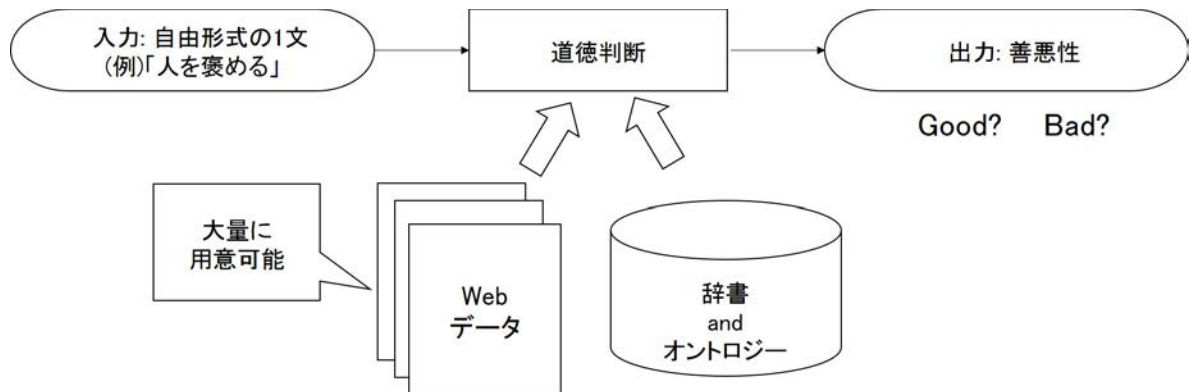 入力: 自由形式の1文
(例)「人を褒める」
道徳判断
出力: 善悪性
Good? Bad?
大量に
用意可能
Web
データ
辞書
and
オントロジー